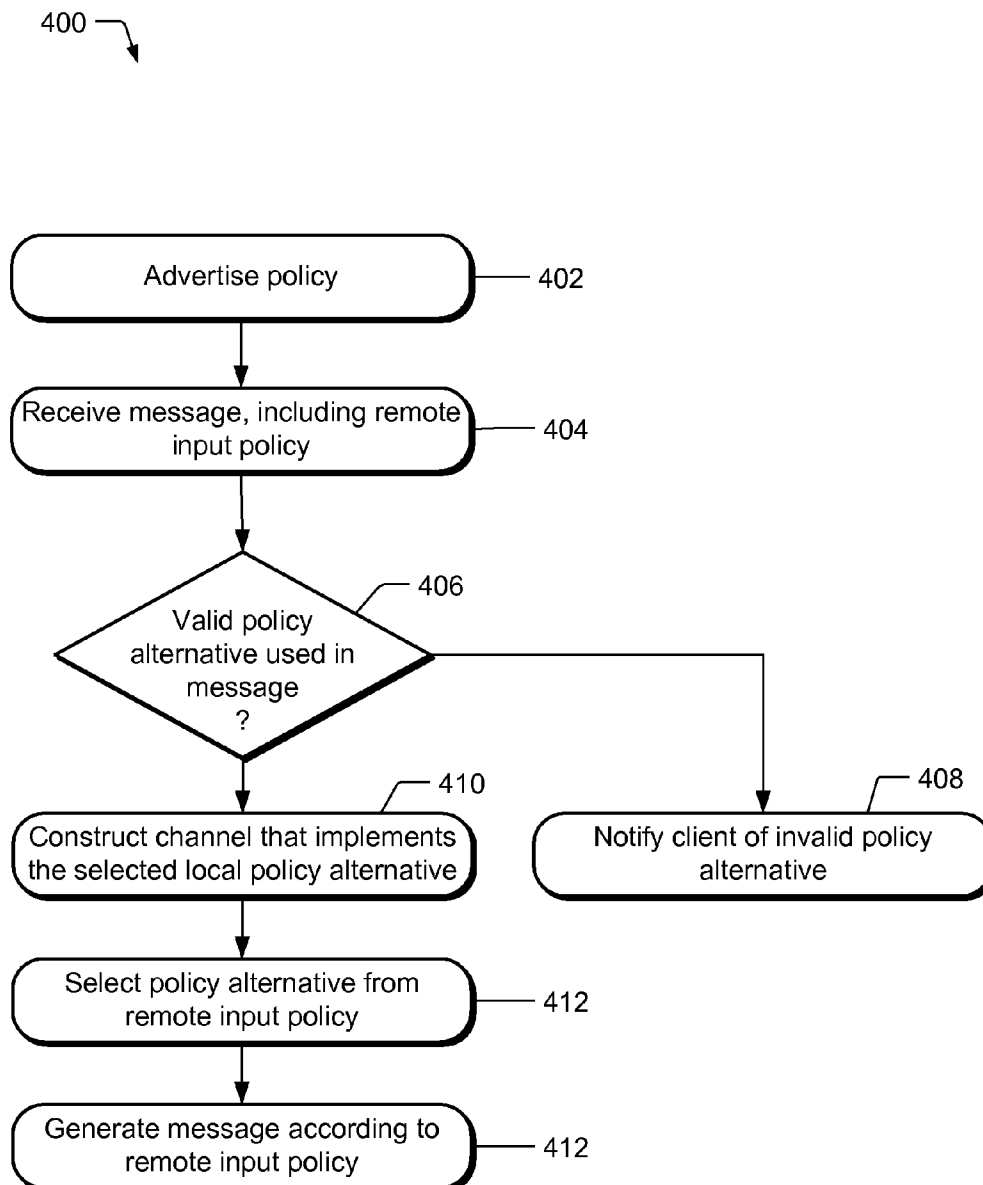 400
Advertise policy
402
Receive message, including remote
input policy
404
406
Valid policy
alternative used in
message
?
410
408
Construct channel that implements
the selected local policy alternative
Notify client of invalid policy
alternative
Select policy alternative from
remote input policy
412
Generate message according to
remote input policy
412